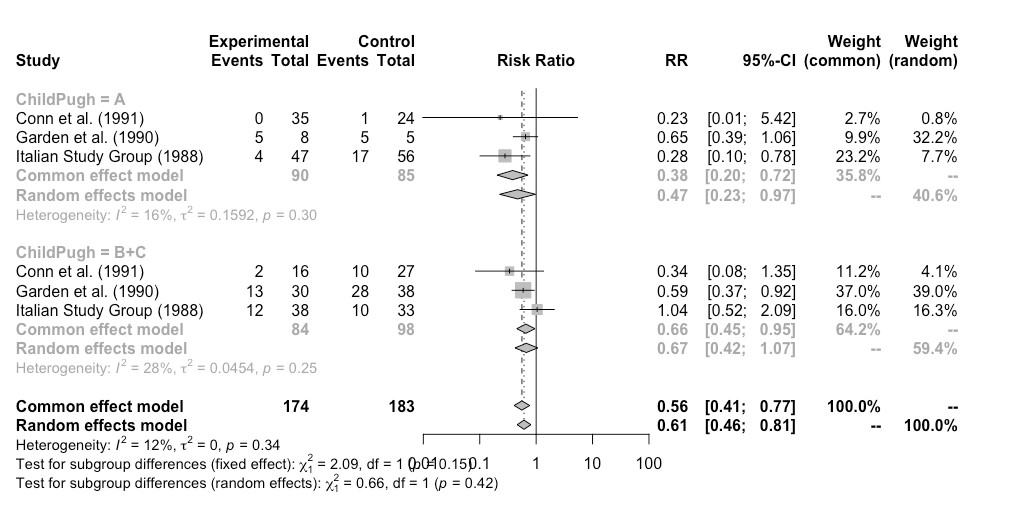 Experimental Control Weight Weight
Study Events Total Events Total Risk Ratio RR 95%-CI (common) (random)
ChildPugh = A
Conn et al. (1991) 0 35 1 24 0.23 [0.01; 5.42] 2.7% 0.8%
Garden et al. (1990) 5 8 5 5 0.65 [0.39; 1.06] 9.9% 32.2%
Italian Study Group (1988) 4 47 17 56 0.28 [0.10; 0.78] 23.2% 7.7%
Common effect model 90 85 0.38 [0.20; 0.72] 35.8% --
Random effects model 0.47 [0.23; 0.97] -- 40.6%
Heterogeneity: I² = 16%, τ² = 0.1592, p = 0.30
ChildPugh = B+C
Conn et al. (1991) 2 16 10 27 0.34 [0.08; 1.35] 11.2% 4.1%
Garden et al. (1990) 13 30 28 38 0.59 [0.37; 0.92] 37.0% 39.0%
Italian Study Group (1988) 12 38 10 33 1.04 [0.52; 2.09] 16.0% 16.3%
Common effect model 84 98 0.66 [0.45; 0.95] 64.2% --
Random effects model 0.67 [0.42; 1.07] -- 59.4%
Heterogeneity: I² = 28%, τ² = 0.0454, p = 0.25
Common effect model 174 183 0.56 [0.41; 0.77] 100.0% --
Random effects model 0.61 [0.46; 0.81] -- 100.0%
Heterogeneity: I² = 12%, τ² = 0, p = 0.34
Test for subgroup differences (fixed effect): χ²₁ = 2.09, df = 1 (p = 0.15) 0.01 0.1 1 10 100
Test for subgroup differences (random effects): χ²₁ = 0.66, df = 1 (p = 0.42)